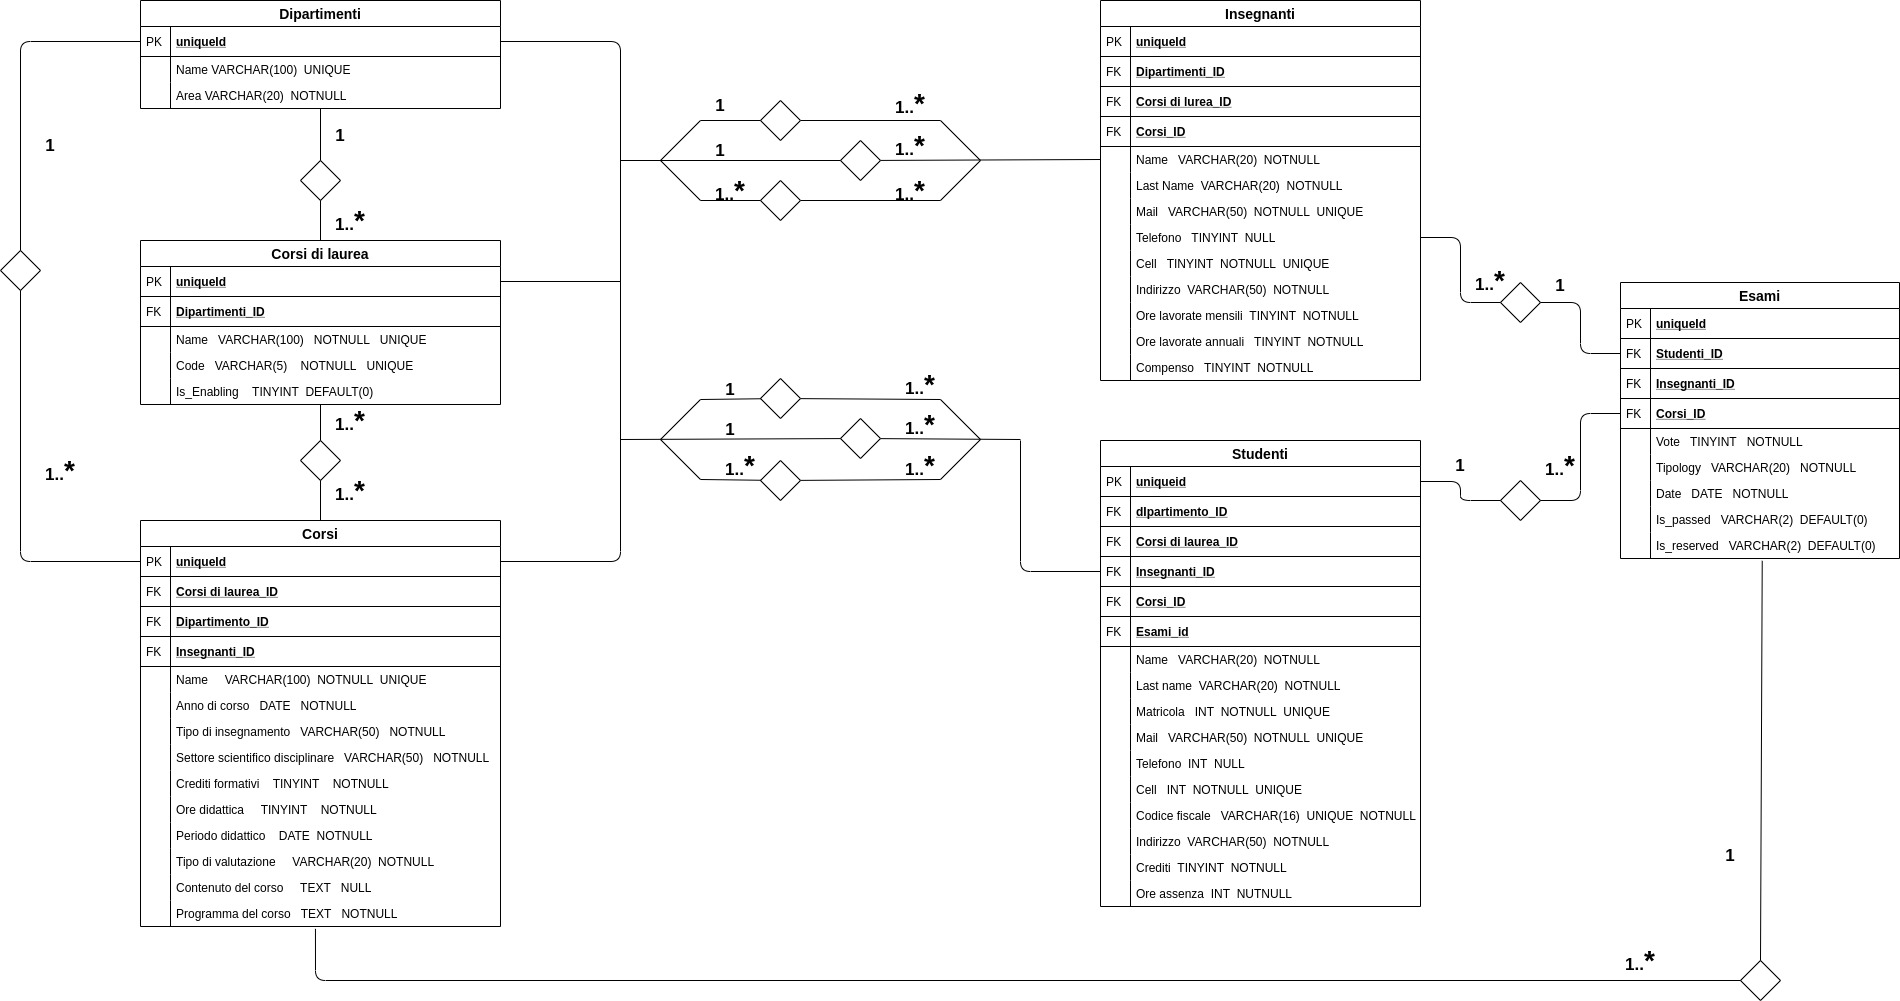 Dipartimenti
PK uniqueId
Name VARCHAR(100) UNIQUE
Area VARCHAR(20) NOTNULL
1
1..*
1
1..*
Corsi di laurea
PK uniqueId
FK Dipartimenti_ID
Name VARCHAR(100) NOTNULL UNIQUE
Code VARCHAR(5) NOTNULL UNIQUE
Is_Enabling TINYINT DEFAULT(0)
1..*
1..*
Corsi
PK uniqueId
FK Corsi di laurea_ID
FK Dipartimento_ID
FK Insegnanti_ID
Name VARCHAR(100) NOTNULL UNIQUE
Anno di corso DATE NOTNULL
Tipo di insegnamento VARCHAR(50) NOTNULL
Settore scientifico disciplinare VARCHAR(50) NOTNULL
Crediti formativi TINYINT NOTNULL
Ore didattica TINYINT NOTNULL
Periodo didattico DATE NOTNULL
Tipo di valutazione VARCHAR(20) NOTNULL
Contenuto del corso TEXT NULL
Programma del corso TEXT NOTNULL
1 1..*
1 1..*
1..* 1..*
1 1..*
1 1..*
1..* 1..*
Insegnanti
PK uniqueId
FK Dipartimenti_ID
FK Corsi di lurea_ID
FK Corsi_ID
Name VARCHAR(20) NOTNULL
Last Name VARCHAR(20) NOTNULL
Mail VARCHAR(50) NOTNULL UNIQUE
Telefono TINYINT NULL
Cell TINYINT NOTNULL UNIQUE
Indirizzo VARCHAR(50) NOTNULL
Ore lavorate mensili TINYINT NOTNULL
Ore lavorate annuali TINYINT NOTNULL
Compenso TINYINT NOTNULL
Studenti
PK uniqueid
FK dIpartimento_ID
FK Corsi di laurea_ID
FK Insegnanti_ID
FK Corsi_ID
FK Esami_id
Name VARCHAR(20) NOTNULL
Last name VARCHAR(20) NOTNULL
Matricola INT NOTNULL UNIQUE
Mail VARCHAR(50) NOTNULL UNIQUE
Telefono INT NULL
Cell INT NOTNULL UNIQUE
Codice fiscale VARCHAR(16) UNIQUE NOTNULL
Indirizzo VARCHAR(50) NOTNULL
Crediti TINYINT NOTNULL
Ore assenza INT NUTNULL
1..* 1
1 1..*
Esami
PK uniqueId
FK Studenti_ID
FK Insegnanti_ID
FK Corsi_ID
Vote TINYINT NOTNULL
Tipology VARCHAR(20) NOTNULL
Date DATE NOTNULL
Is_passed VARCHAR(2) DEFAULT(0)
Is_reserved VARCHAR(2) DEFAULT(0)
1
1..*